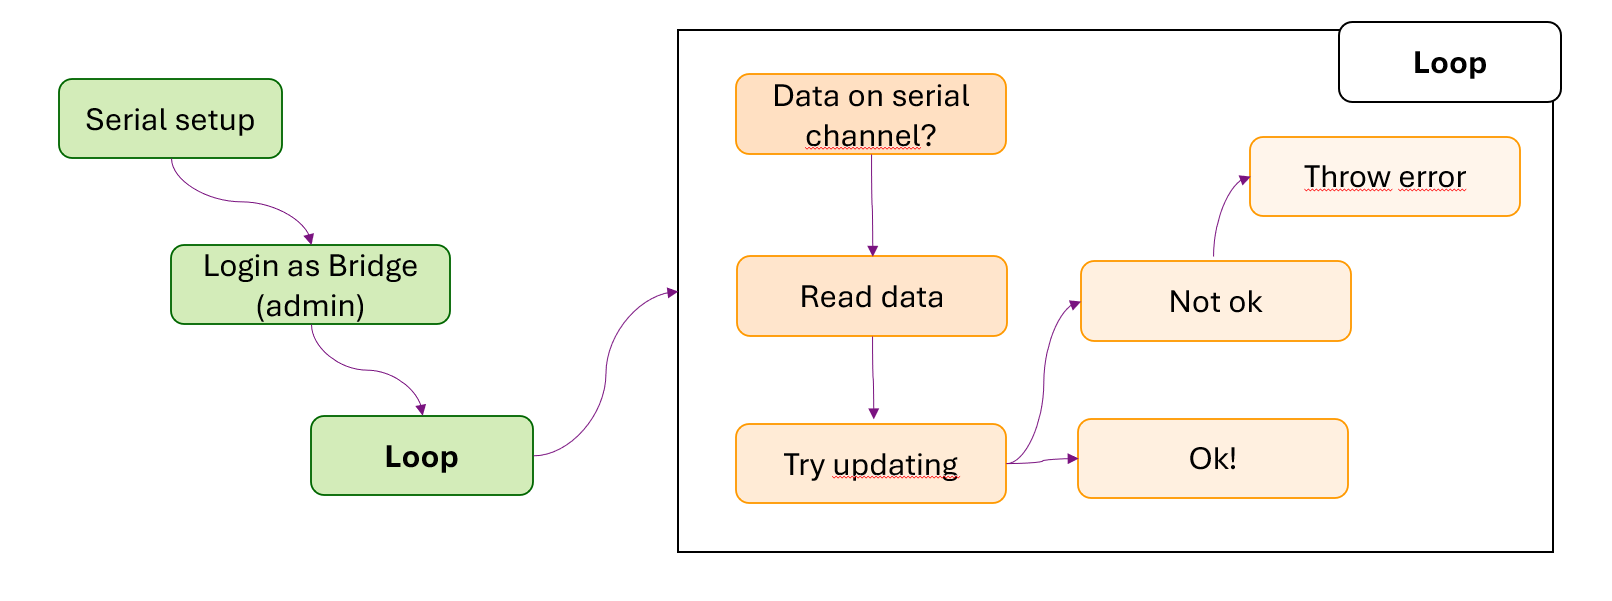 Serial setup
Login as Bridge
(admin)
Loop
Loop
Data on serial
channel?
Read data
Try updating
Throw error
Not ok
Ok!